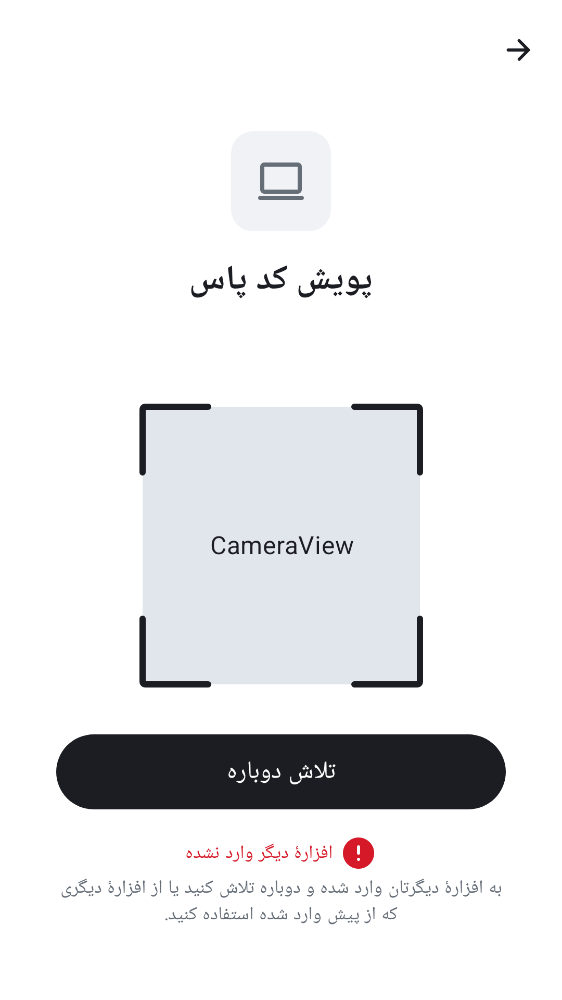 پویش کد پاس
CameraView
تلاش دوباره
افزارهٔ دیگر وارد نشده
به افزارهٔ دیگرتان وارد شده و دوباره تلاش کنید یا از افزارهٔ دیگری
که از پیش وارد شده استفاده کنید.